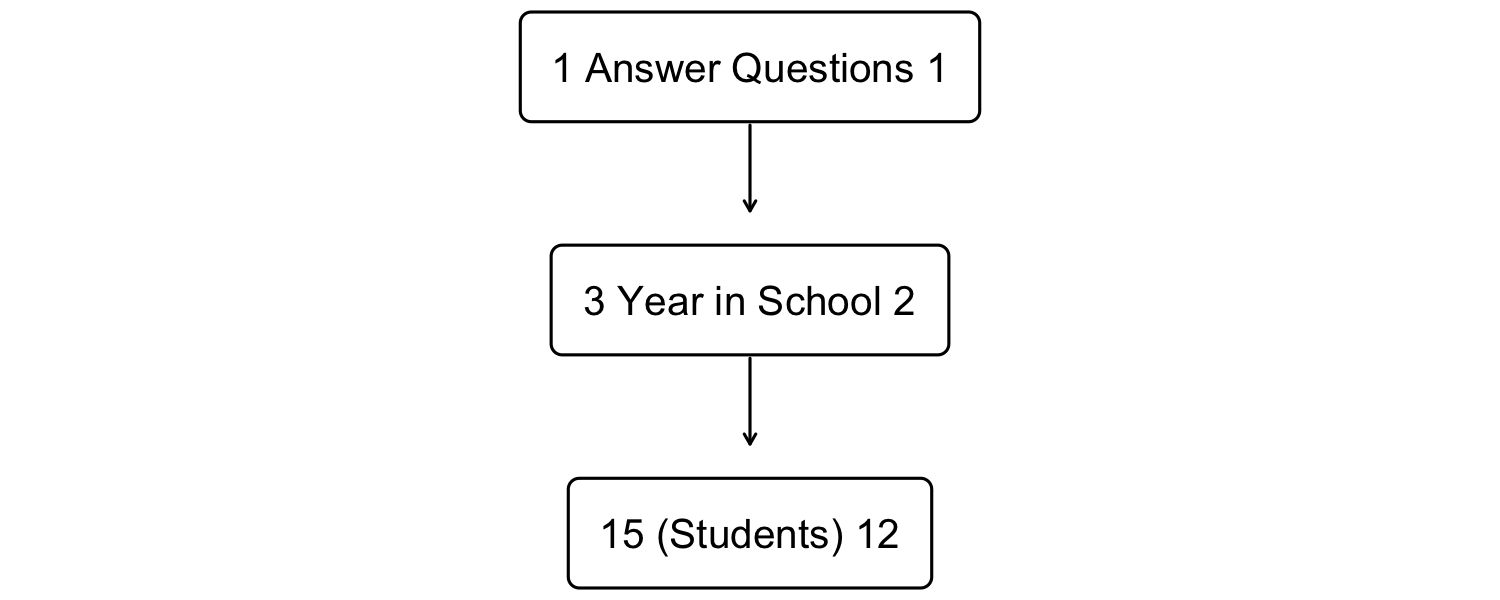 1 Answer Questions 1
3 Year in School 2
15 (Students) 12